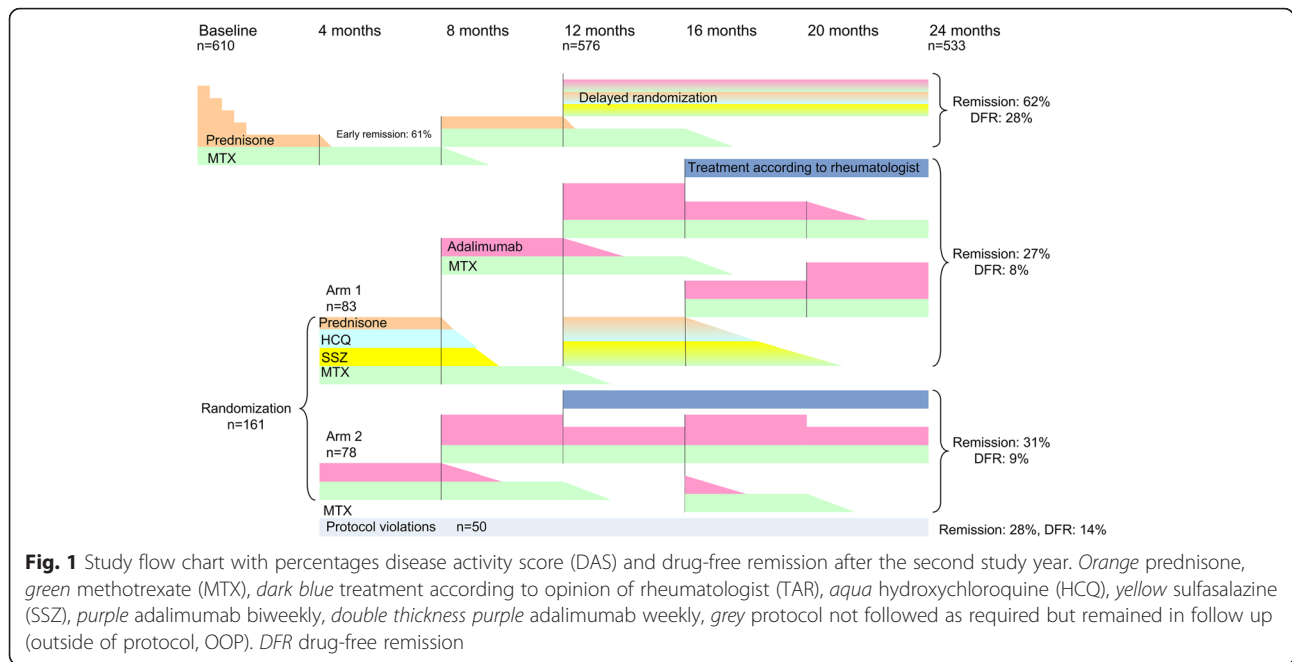 Baseline
n=610
4 months
8 months
12 months
n=576
16 months
20 months
24 months
n=533
Delayed randomization
Remission: 62%
DFR: 28%
Early remission: 61%
Prednisone
MTX
Treatment according to rheumatologist
Adalimumab
MTX
Remission: 27%
DFR: 8%
Arm 1
n=83
Prednisone
HCQ
SSZ
MTX
Randomization
n=161
Arm 2
n=78
Remission: 31%
DFR: 9%
MTX
Protocol violations n=50
Remission: 28%, DFR: 14%
Fig. 1 Study flow chart with percentages disease activity score (DAS) and drug-free remission after the second study year. Orange prednisone,
green methotrexate (MTX), dark blue treatment according to opinion of rheumatologist (TAR), aqua hydroxychloroquine (HCQ), yellow sulfasalazine
(SSZ), purple adalimumab biweekly, double thickness purple adalimumab weekly, grey protocol not followed as required but remained in follow up
(outside of protocol, OOP). DFR drug-free remission